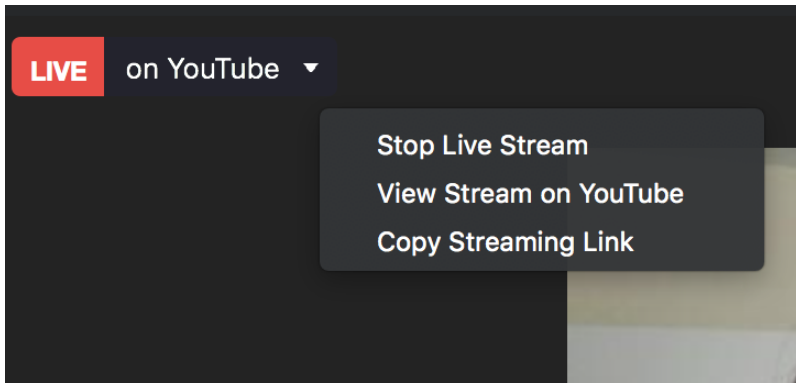 LIVE on YouTube
Stop Live Stream
View Stream on YouTube
Copy Streaming Link